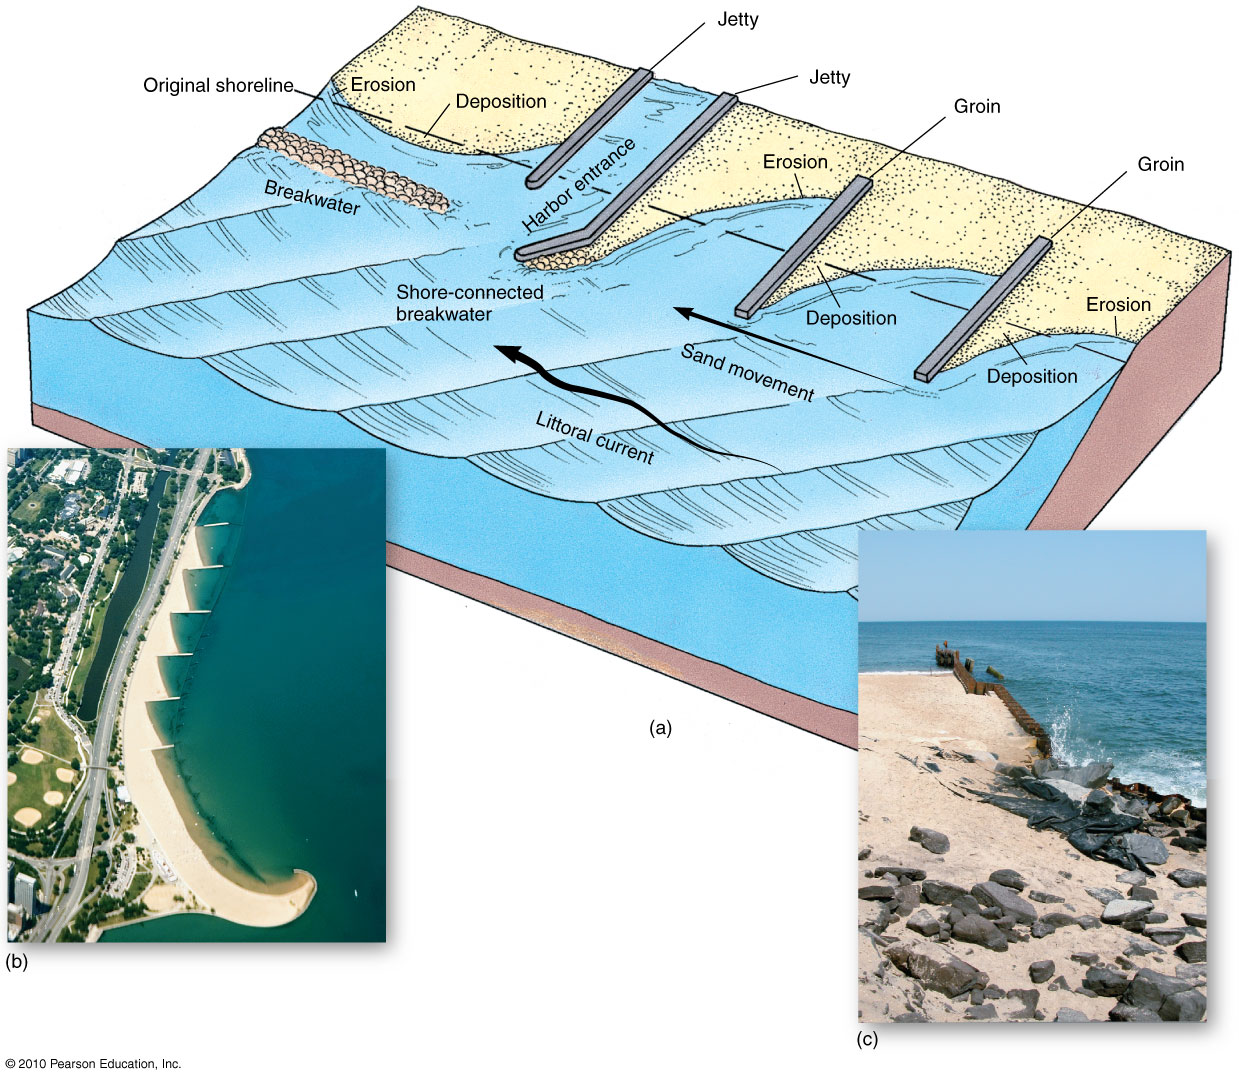 Jetty
Jetty
Original shoreline
Erosion
Deposition
Groin
Groin
Erosion
Harbor entrance
Breakwater
Shore-connected
breakwater
Deposition
Erosion
Sand movement
Deposition
Littoral current
(a)
(b)
(c)
© 2010 Pearson Education, Inc.